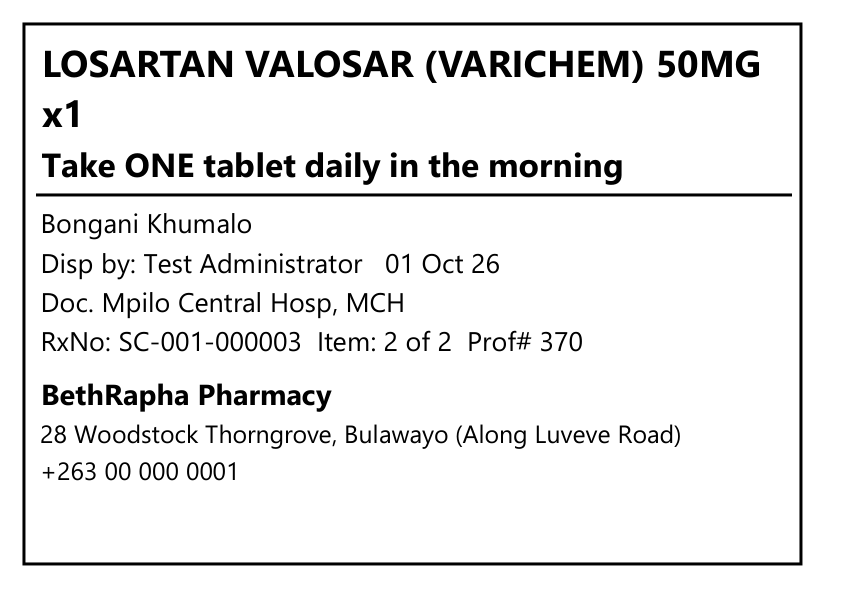 LOSARTAN VALOSAR (VARICHEM) 50MG
x1
Take ONE tablet daily in the morning
Bongani Khumalo
Disp by: Test Administrator   01 Oct 26
Doc. Mpilo Central Hosp, MCH
RxNo: SC-001-000003  Item: 2 of 2  Prof# 370
BethRapha Pharmacy
28 Woodstock Thorngrove, Bulawayo (Along Luveve Road)
+263 00 000 0001